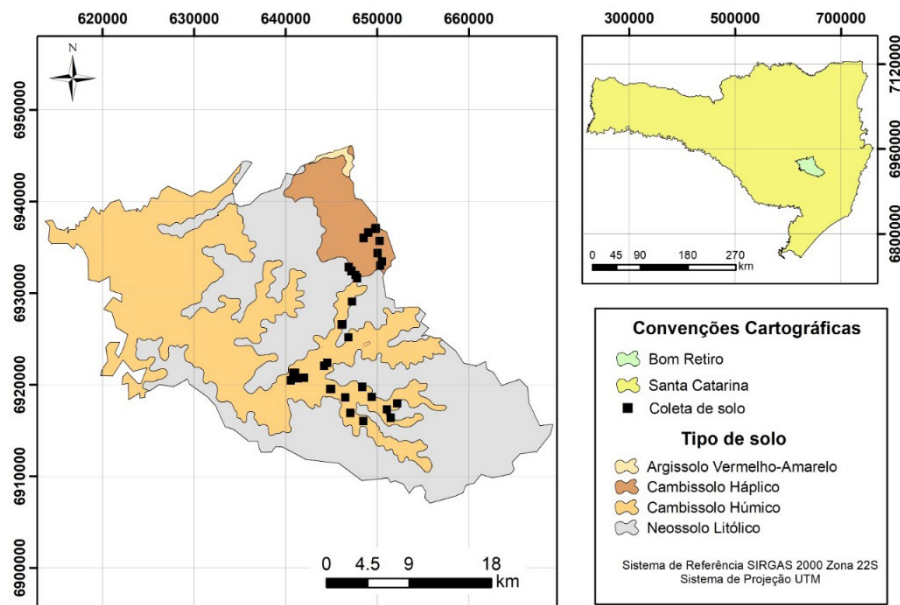 620000 630000 640000 650000 660000
N
6950000
6940000
6930000
6920000
6910000
6900000
0 4.5 9 18
km
300000 500000 700000
7120000
6960000
6800000
0 45 90 180 270
km
Convenções Cartográficas
Bom Retiro
Santa Catarina
Coleta de solo
Tipo de solo
Argissolo Vermelho-Amarelo
Cambissolo Háplico
Cambissolo Húmico
Neossolo Litólico
Sistema de Referência SIRGAS 2000 Zona 22S
Sistema de Projeção UTM